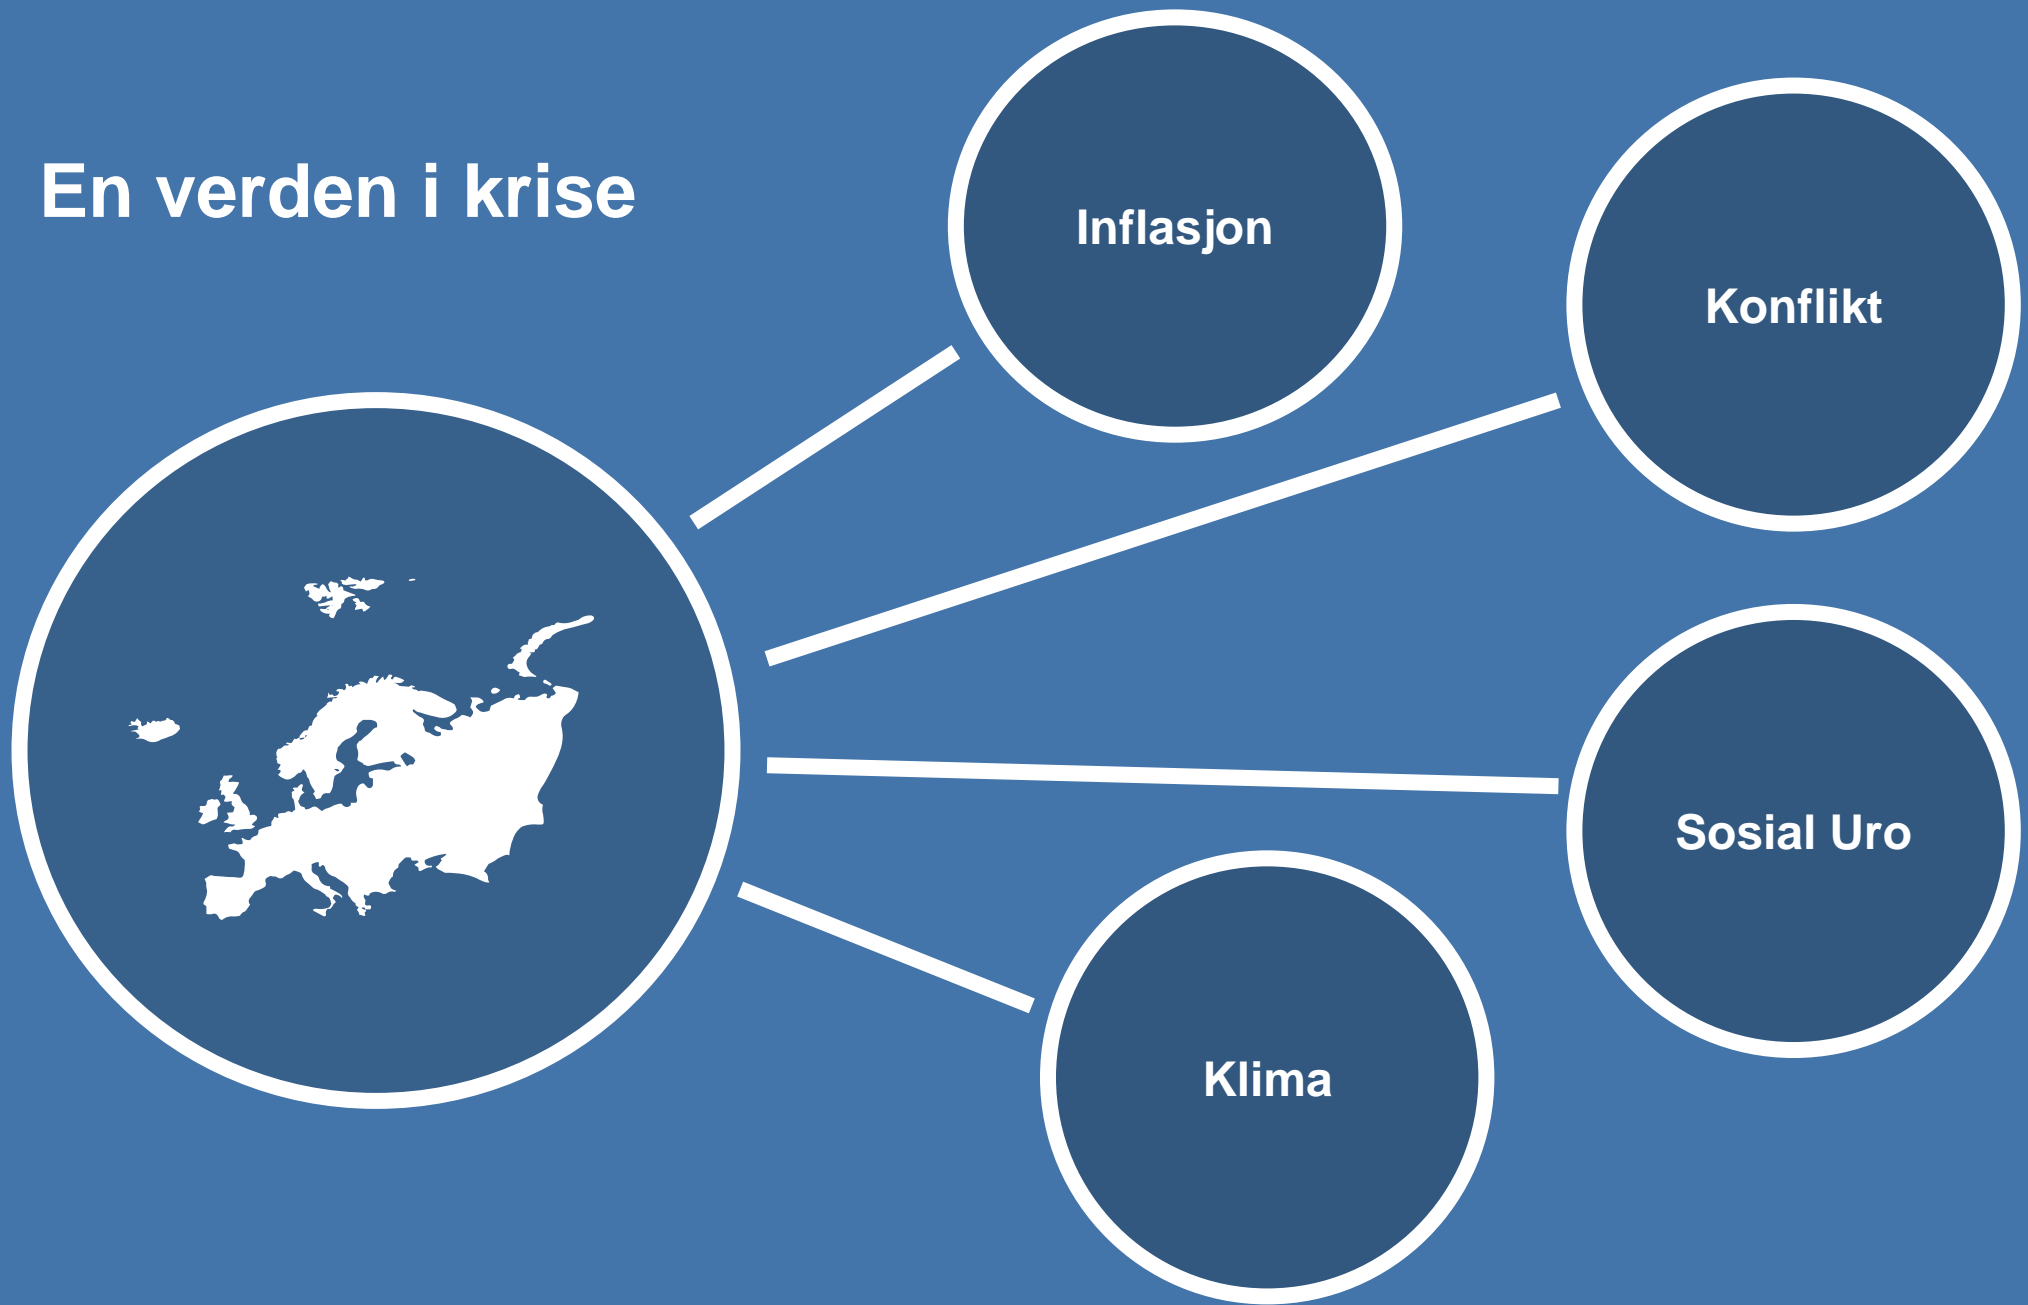 En verden i krise
Inflasjon
Konflikt
Sosial Uro
Klima